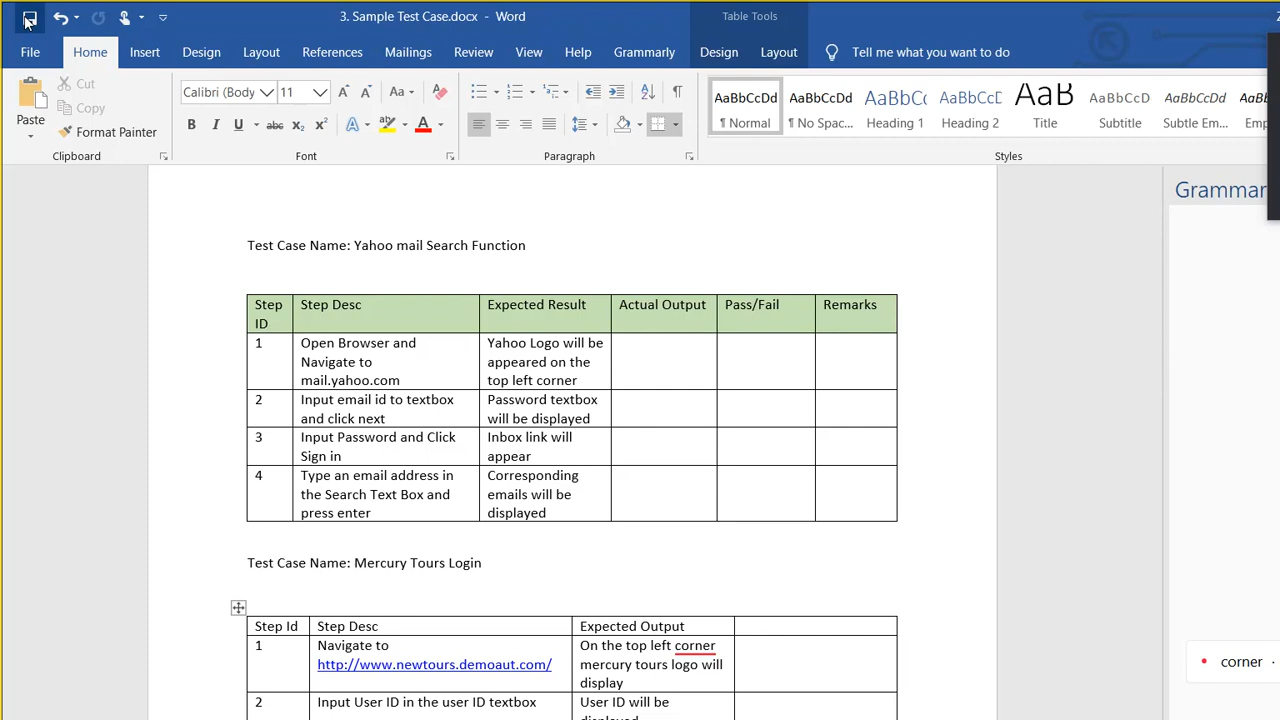 3. Sample Test Case.docx - Word
Table Tools
File Home Insert Design Layout References Mailings Review View Help Grammarly Design Layout Tell me what you want to do
Paste
Cut
Copy
Format Painter
Clipboard
Calibri (Body 11
Aa
B I U abc x₂ x² A A
Font
Paragraph
AaBbCcDd AaBbCcDd AaBbCc AaBbCcC AaB AaBbCcD AaBbCcDd
¶ Normal ¶ No Spac... Heading 1 Heading 2 Title Subtitle Subtle Em...
Styles
Test Case Name: Yahoo mail Search Function
Step ID Step Desc Expected Result Actual Output Pass/Fail Remarks
1 Open Browser and Navigate to mail.yahoo.com Yahoo Logo will be appeared on the top left corner
2 Input email id to textbox and click next Password textbox will be displayed
3 Input Password and Click Sign in Inbox link will appear
4 Type an email address in the Search Text Box and press enter Corresponding emails will be displayed
Test Case Name: Mercury Tours Login
Step Id Step Desc Expected Output
1 Navigate to http://www.newtours.demoaut.com/ On the top left corner mercury tours logo will display
2 Input User ID in the user ID textbox User ID will be displayed
Grammar
corner